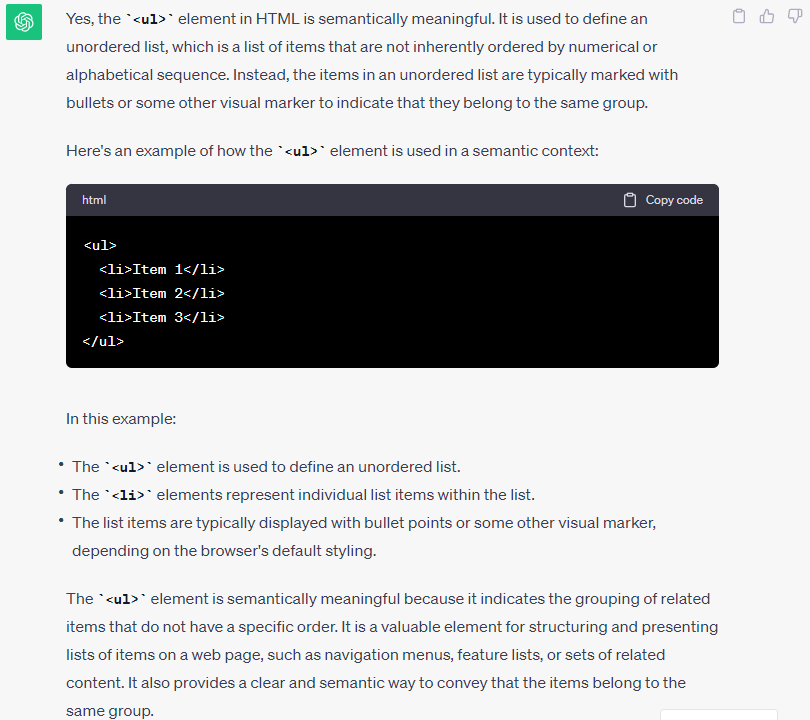 Yes, the `<ul>` element in HTML is semantically meaningful. It is used to define an
unordered list, which is a list of items that are not inherently ordered by numerical or
alphabetical sequence. Instead, the items in an unordered list are typically marked with
bullets or some other visual marker to indicate that they belong to the same group.
Here's an example of how the `<ul>` element is used in a semantic context:
html Copy code
<ul>
  <li>Item 1</li>
  <li>Item 2</li>
  <li>Item 3</li>
</ul>
In this example:
• The `<ul>` element is used to define an unordered list.
• The `<li>` elements represent individual list items within the list.
• The list items are typically displayed with bullet points or some other visual marker,
depending on the browser's default styling.
The `<ul>` element is semantically meaningful because it indicates the grouping of related
items that do not have a specific order. It is a valuable element for structuring and presenting
lists of items on a web page, such as navigation menus, feature lists, or sets of related
content. It also provides a clear and semantic way to convey that the items belong to the
same group.